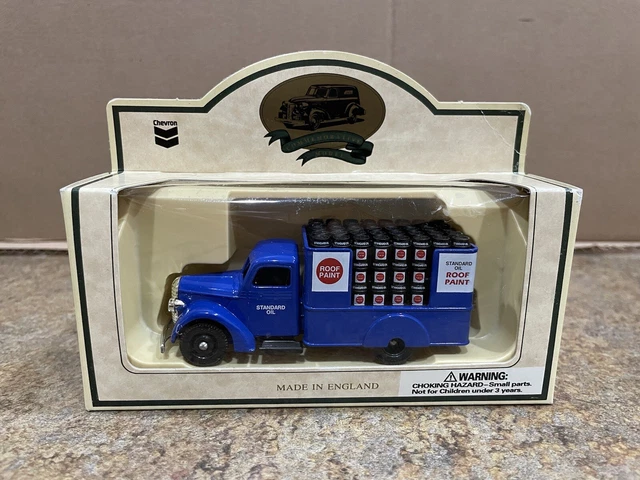 Chevron
ROOF
PAINT
STANDARD
OIL
STANDARD
OIL
ROOF
PAINT
MADE IN ENGLAND
WARNING:
CHOKING HAZARD–Small parts.
Not for Children under 3 years.